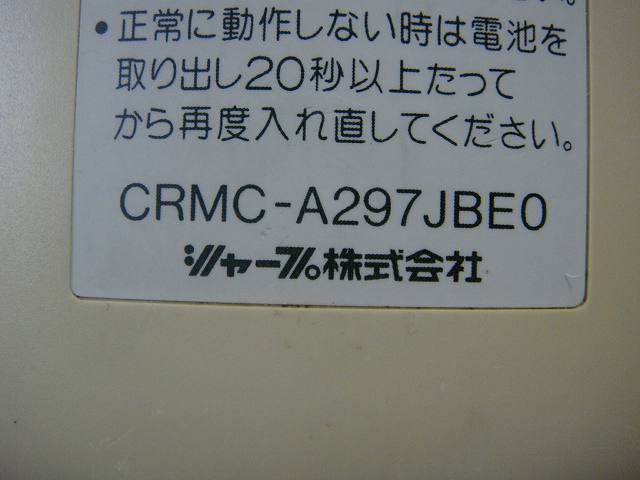 ・正常に動作しない時は電池を
取り出し20秒以上たって
から再度入れ直してください。
CRMC-A297JBE0
シャープ株式会社